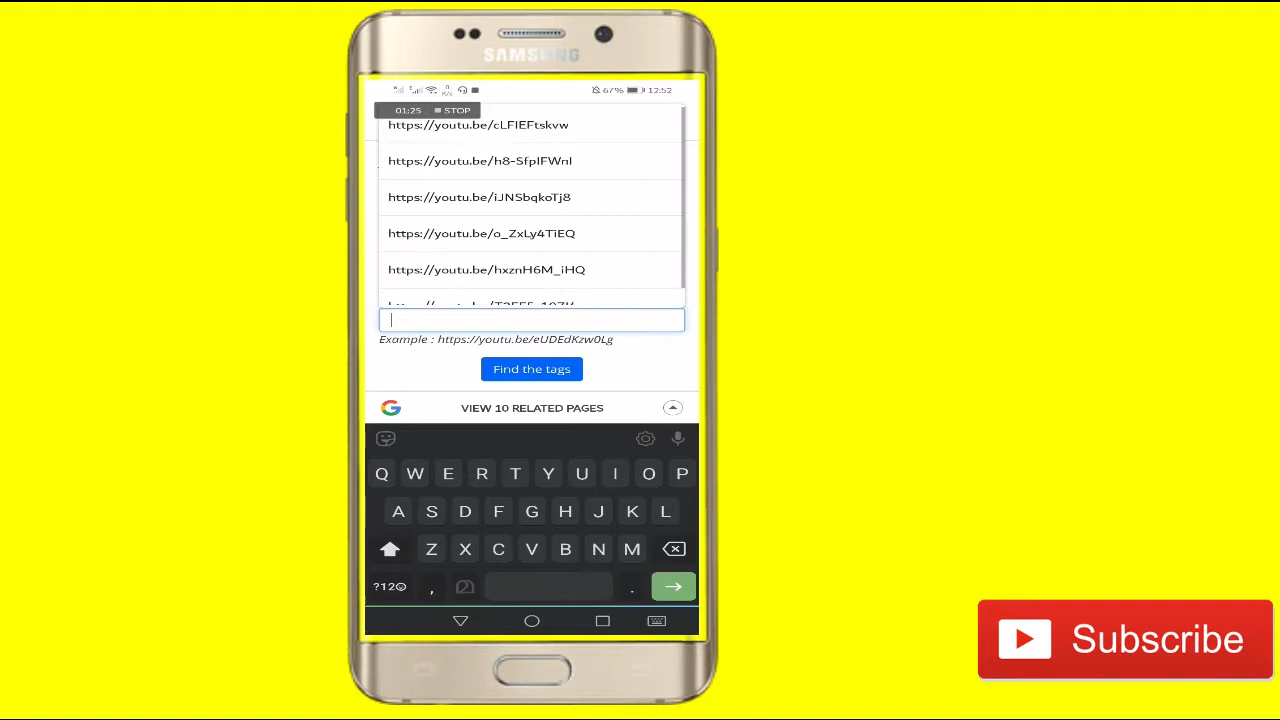 SAMSUNG
67% 12:52
01:25 STOP
https://youtu.be/cLFIEFtskvw
https://youtu.be/h8-SfpIFWnI
https://youtu.be/iJNSbqkoTj8
https://youtu.be/o_ZxLy4TiEQ
https://youtu.be/hxznH6M_iHQ
Example : https://youtu.be/eUDEdKzw0Lg
Find the tags
VIEW 10 RELATED PAGES
Q W E R T Y U I O P
A S D F G H J K L
Z X C V B N M
?12☺ , .
Subscribe